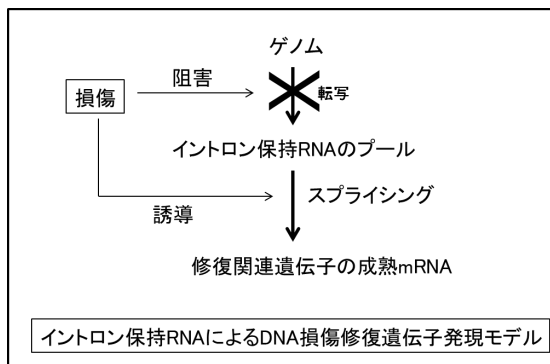 ゲノム
阻害
損傷
転写
イントロン保持RNAのプール
スプライシング
誘導
修復関連遺伝子の成熟mRNA
イントロン保持RNAによるDNA損傷修復遺伝子発現モデル